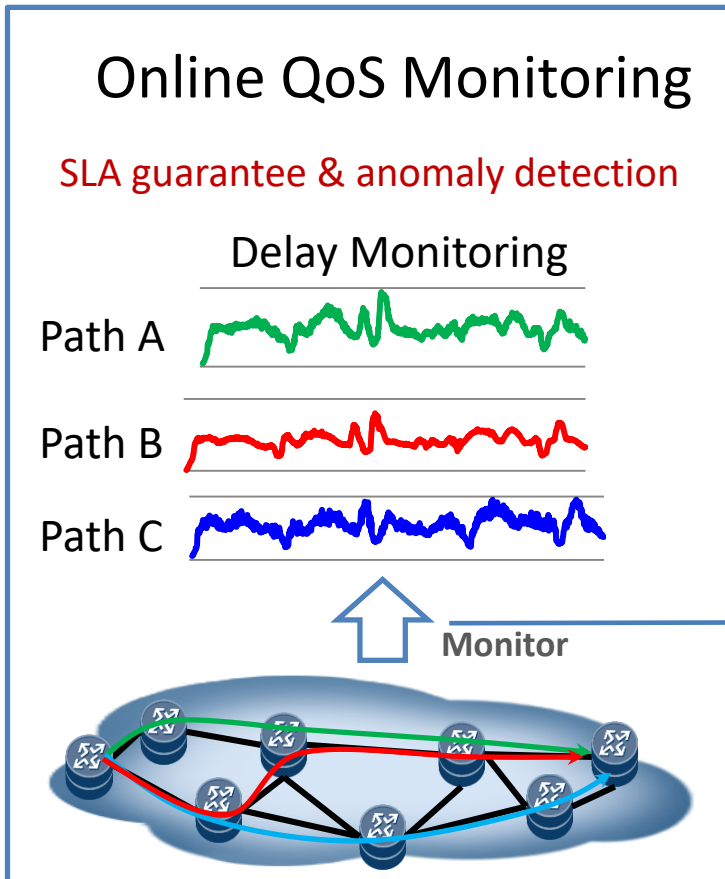 Online QoS Monitoring
SLA guarantee & anomaly detection
Delay Monitoring
Path A
Path B
Path C
Monitor